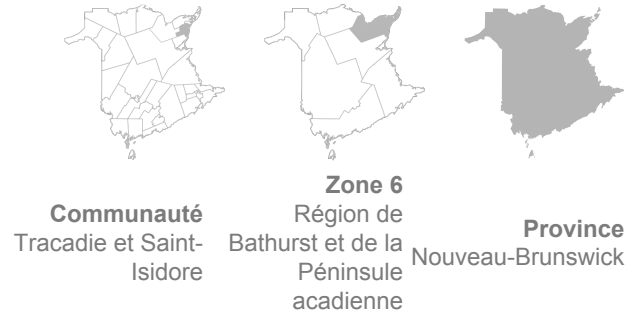 Communauté
Tracadie et Saint-
Isidore
Zone 6
Région de
Bathurst et de la
Péninsule
acadienne
Province
Nouveau-Brunswick